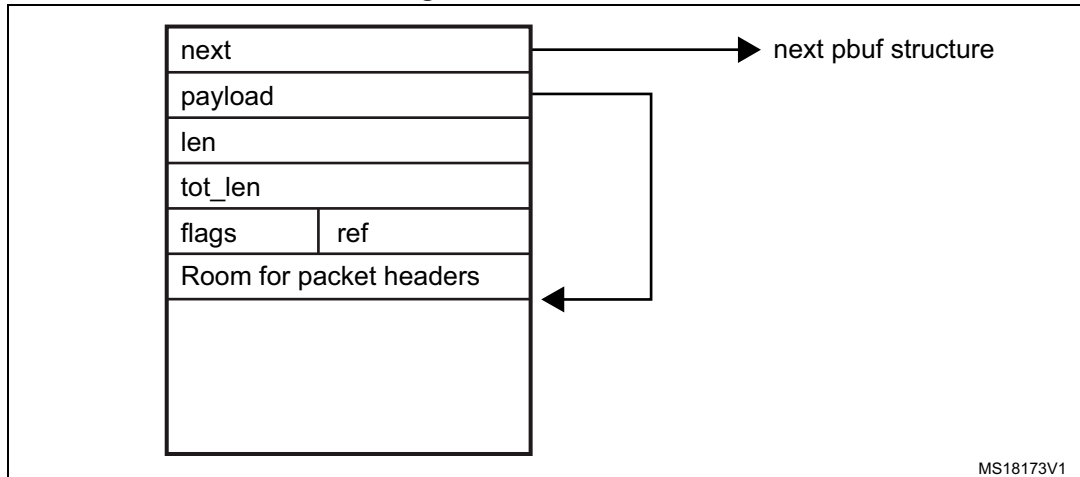 next
next pbuf structure
payload
len
tot_len
flags ref
Room for packet headers
MS18173V1